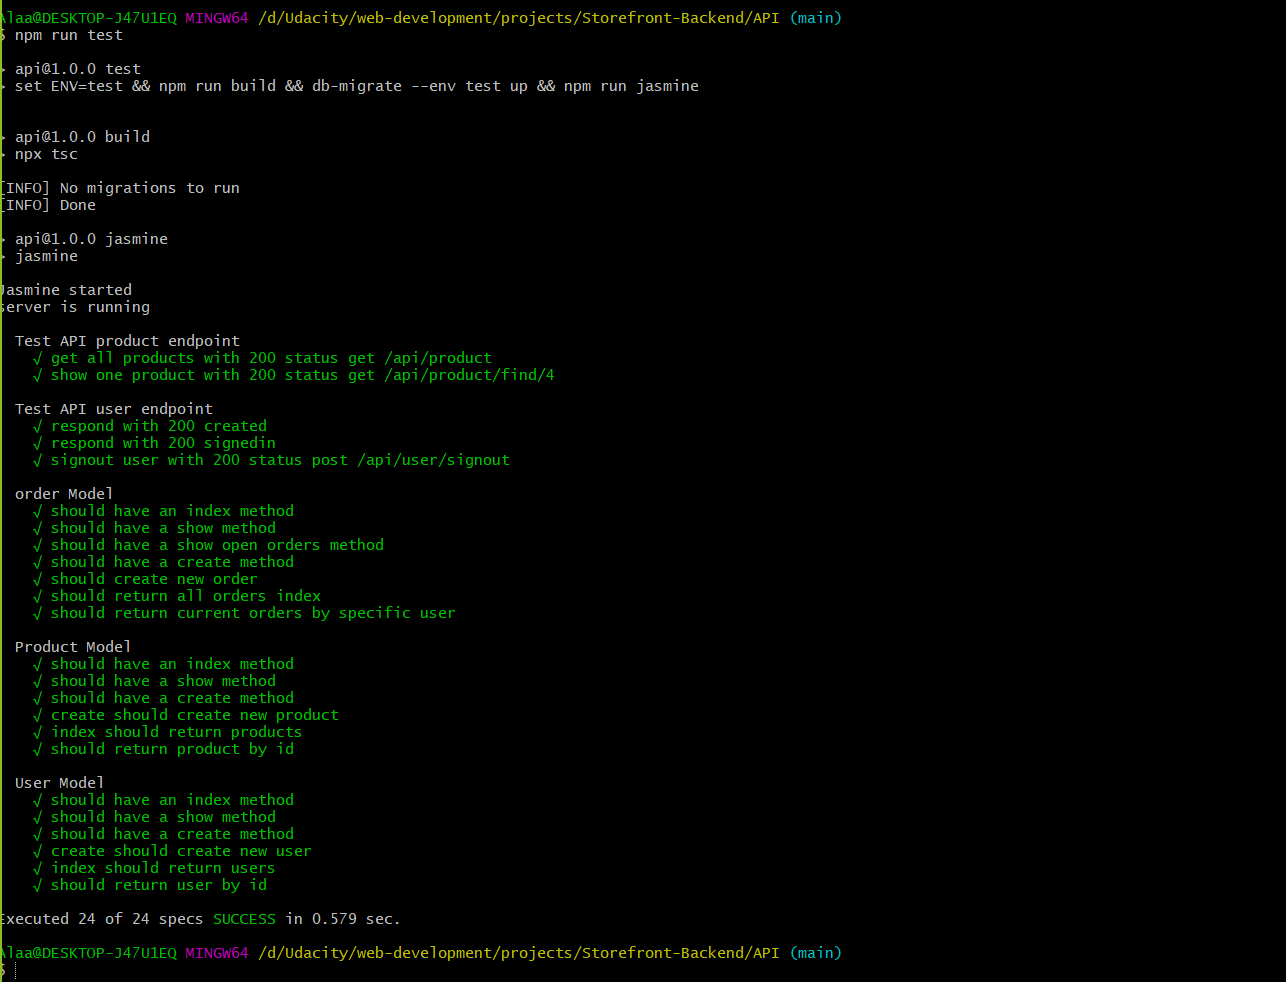 Alaa@DESKTOP-J47U1EQ MINGW64 /d/Udacity/web-development/projects/Storefront-Backend/API (main)
$ npm run test
> api@1.0.0 test
> set ENV=test && npm run build && db-migrate --env test up && npm run jasmine
> api@1.0.0 build
> npx tsc
[INFO] No migrations to run
[INFO] Done
> api@1.0.0 jasmine
> jasmine
Jasmine started
server is running
Test API product endpoint
√ get all products with 200 status get /api/product
√ show one product with 200 status get /api/product/find/4
Test API user endpoint
√ respond with 200 created
√ respond with 200 signedin
√ signout user with 200 status post /api/user/signout
order Model
√ should have an index method
√ should have a show method
√ should have a show open orders method
√ should have a create method
√ should create new order
√ should return all orders index
√ should return current orders by specific user
Product Model
√ should have an index method
√ should have a show method
√ should have a create method
√ create should create new product
√ index should return products
√ should return product by id
User Model
√ should have an index method
√ should have a show method
√ should have a create method
√ create should create new user
√ index should return users
√ should return user by id
Executed 24 of 24 specs SUCCESS in 0.579 sec.
Alaa@DESKTOP-J47U1EQ MINGW64 /d/Udacity/web-development/projects/Storefront-Backend/API (main)
$